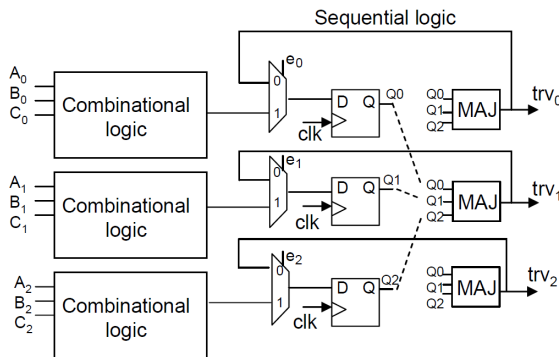 Sequential logic
A0
B0
C0
Combinational logic
0
1
e0
D Q
clk
Q0
Q0
Q1
Q2
MAJ
trv0
A1
B1
C1
Combinational logic
0
1
e1
D Q
clk
Q1
Q0
Q1
Q2
MAJ
trv1
A2
B2
C2
Combinational logic
0
1
e2
D Q
clk
Q2
Q0
Q1
Q2
MAJ
trv2